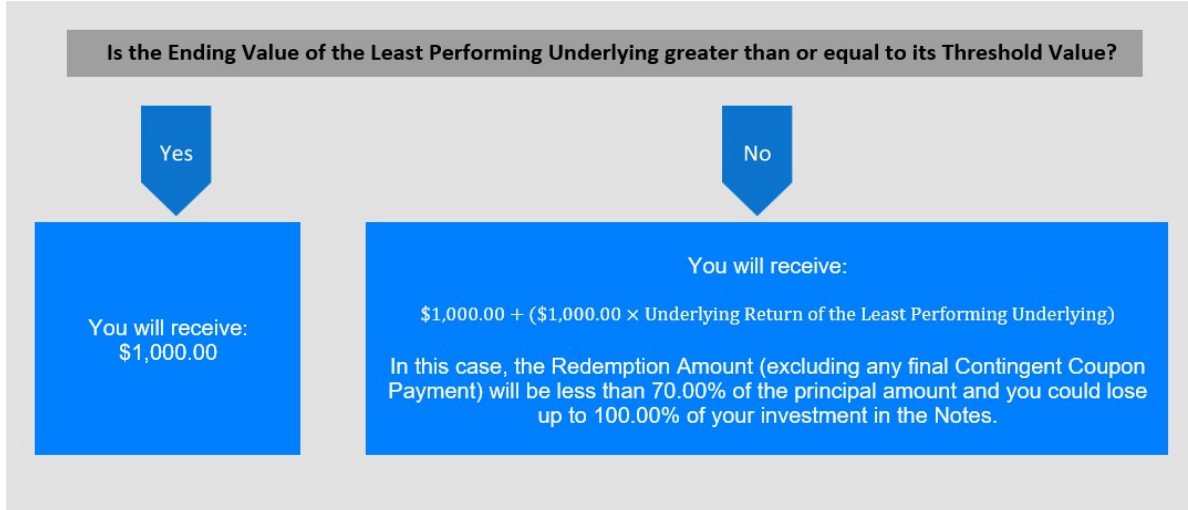 Is the Ending Value of the Least Performing Underlying greater than or equal to its Threshold Value?
Yes
No
You will receive:
$1,000.00
You will receive:
$1,000.00 + ($1,000.00 × Underlying Return of the Least Performing Underlying)
In this case, the Redemption Amount (excluding any final Contingent Coupon
Payment) will be less than 70.00% of the principal amount and you could lose
up to 100.00% of your investment in the Notes.